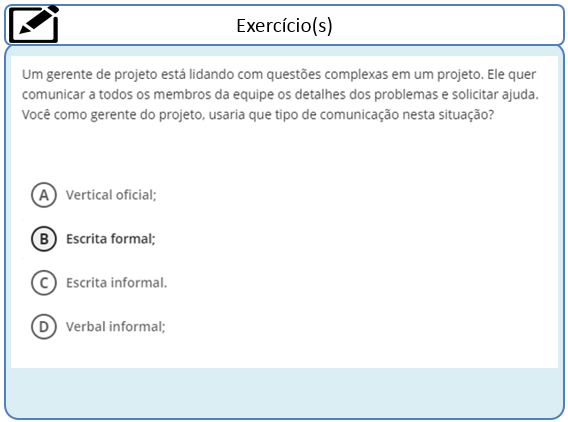 Exercício(s)
Um gerente de projeto está lidando com questões complexas em um projeto. Ele quer
comunicar a todos os membros da equipe os detalhes dos problemas e solicitar ajuda.
Você como gerente do projeto, usaria que tipo de comunicação nesta situação?
A Vertical oficial;
B Escrita formal;
C Escrita informal.
D Verbal informal;